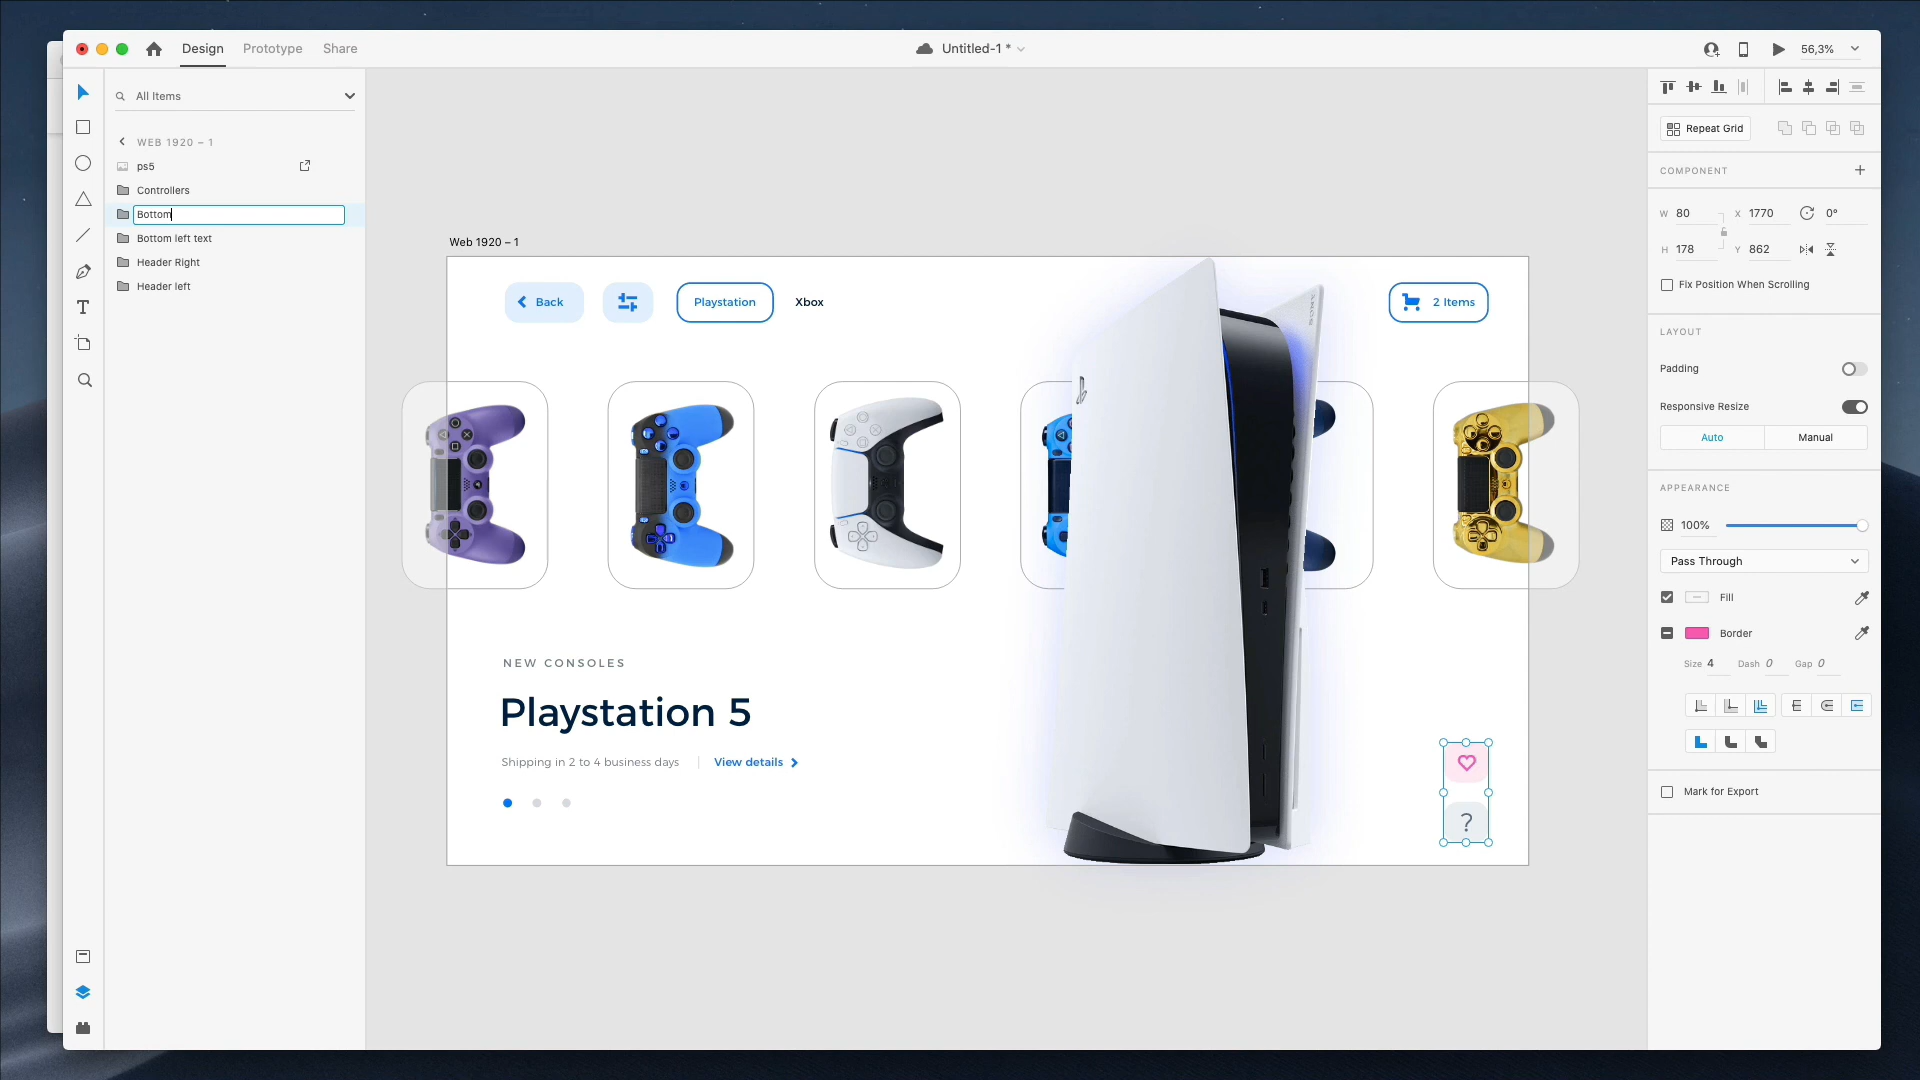 Design
Prototype
Share
Untitled-1 *
56,3%
All Items
WEB 1920 – 1
ps5
Controllers
Bottom
Bottom left text
Header Right
Header left
Web 1920 – 1
Back
Playstation
Xbox
2 Items
SONY
NEW CONSOLES
Playstation 5
Shipping in 2 to 4 business days
View details
?
Repeat Grid
COMPONENT
W 80
X 1770
0°
H 178
Y 862
Fix Position When Scrolling
LAYOUT
Padding
Responsive Resize
Auto
Manual
APPEARANCE
100%
Pass Through
Fill
Border
Size 4
Dash 0
Gap 0
Mark for Export